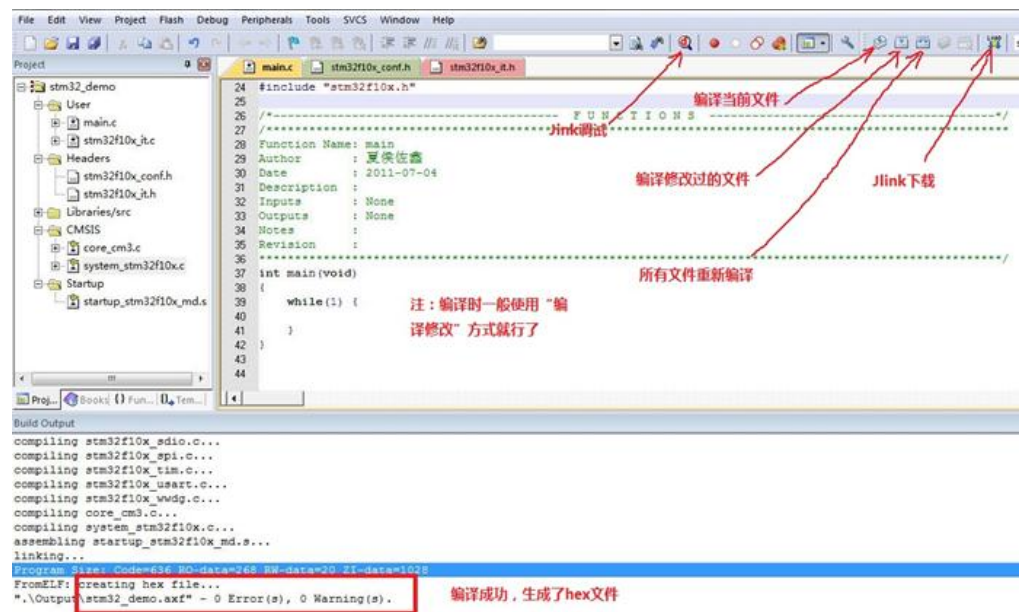 File Edit View Project Flash Debug Peripherals Tools SVCS Window Help
Project
main.c stm32f10x_conf.h stm32f10x_it.h
stm32_demo
User
main.c
stm32f10x_it.c
Headers
stm32f10x_conf.h
stm32f10x_it.h
Libraries/src
CMSIS
core_cm3.c
system_stm32f10x.c
Startup
startup_stm32f10x_md.s
Proj... Books {} Fun... Tem...
24 #include "stm32f10x.h"
25
26 /*------------------------------------ F U N C T I O N S ------------------------------------*/
27 /*******************************************************************************
28 Function Name: main
29 Author : 夏侯佐鑫
30 Date : 2011-07-04
31 Description :
32 Inputs : None
33 Outputs : None
34 Notes :
35 Revision :
36 *******************************************************************************/
37 int main(void)
38 {
39 while(1) {
40
41 }
42 }
43
44
编译当前文件
Jink调试
编译修改过的文件
Jlink下载
所有文件重新编译
注：编译时一般使用“编
译修改”方式就行了
Build Output
compiling stm32f10x_sdio.c...
compiling stm32f10x_spi.c...
compiling stm32f10x_tim.c...
compiling stm32f10x_usart.c...
compiling stm32f10x_wwdg.c...
compiling core_cm3.c...
compiling system_stm32f10x.c...
assembling startup_stm32f10x_md.s...
linking...
Program Size: Code=636 RO-data=268 RW-data=20 ZI-data=1028
FromELF: creating hex file...
".\Output\stm32_demo.axf" - 0 Error(s), 0 Warning(s).
编译成功，生成了hex文件